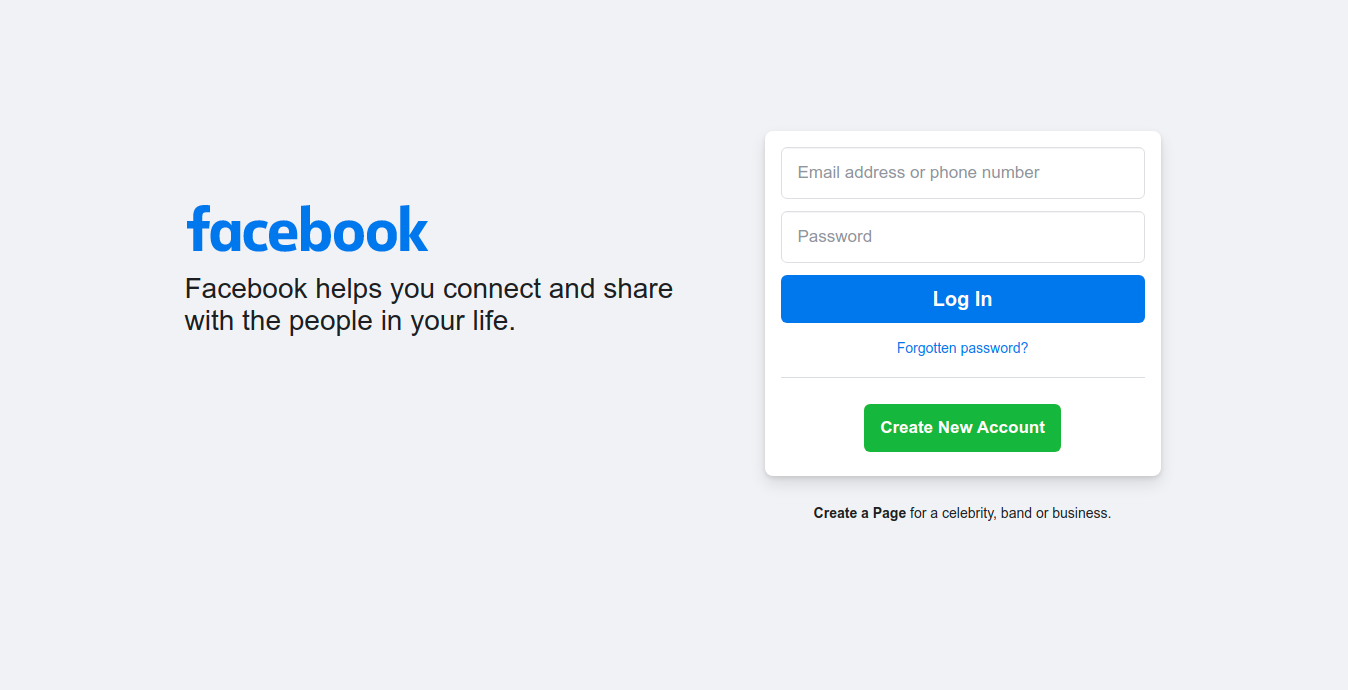 facebook
Facebook helps you connect and share
with the people in your life.
Email address or phone number
Password
Log In
Forgotten password?
Create New Account
Create a Page for a celebrity, band or business.